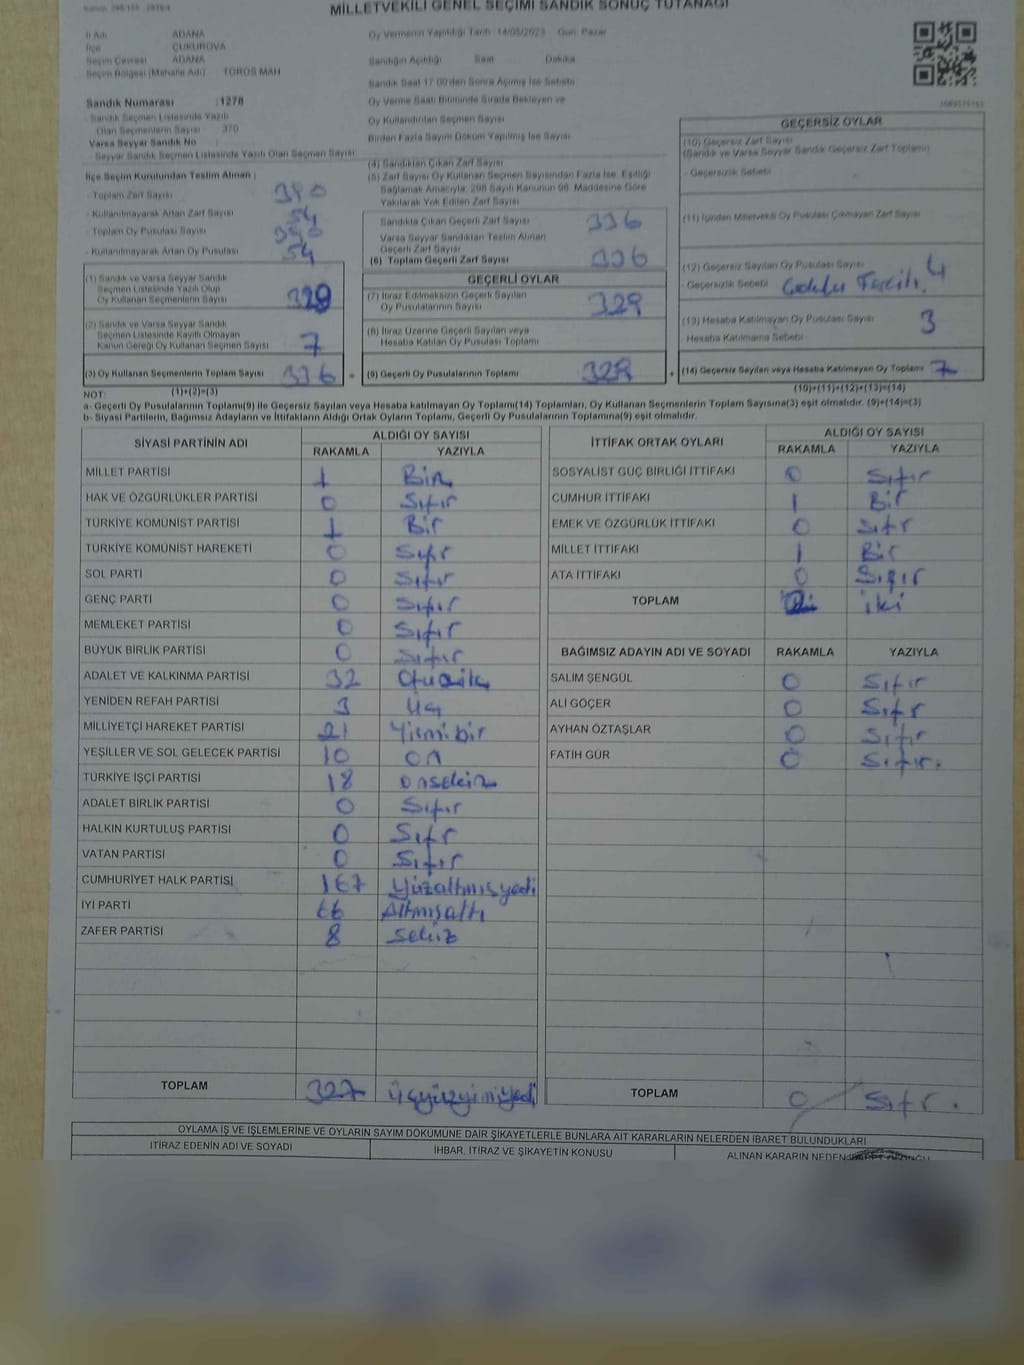 MİLLETVEKİLİ GENEL SEÇİMİ SANDIK SONUÇ TUTANAĞI
İl Adı ADANA
İlçe ÇUKUROVA
Seçim Çevresi ADANA
Seçim Bölgesi (Mahalle Adı) TOROS MAH
Sandık Numarası : 1278
- Sandık Seçmen Listesinde Yazılı
Olan Seçmenlerin Sayısı 370
Varsa Seyyar Sandık No
- Seyyar Sandık Seçmen Listesinde Yazılı Olan Seçmen Sayısı
İlçe Seçim Kurulundan Teslim Alınan :
- Toplam Zarf Sayısı
- Kullanılmayarak Artan Zarf Sayısı 54
- Toplam Oy Pusulası Sayısı
- Kullanılmayarak Artan Oy Pusulası 54
(1) Sandık ve Varsa Seyyar Sandık
Seçmen Listesinde Yazılı Olup
Oy Kullanan Seçmenlerin Sayısı 329
(2) Sandık ve Varsa Seyyar Sandık
Seçmen Listesinde Kayıtlı Olmayan
Kanun Gereği Oy Kullanan Seçmen Sayısı 7
(3) Oy Kullanan Seçmenlerin Toplam Sayısı 336 =
Oy Vermenin Yapıldığı Tarih 14/05/2023 Gün Pazar
Sandığın Açıldığı Saat Dakika
Sandık Saat 17:00'den Sonra Açılmış İse Sebebi
Oy Verme Saati Bitiminde Sırada Bekleyen ve
Oy Kullandırılan Seçmen Sayısı
Birden Fazla Sayım Döküm Yapılmış İse Sayısı
(4) Sandıktan Çıkan Zarf Sayısı
(5) Zarf Sayısı Oy Kullanan Seçmen Sayısından Fazla İse, Eşitliği
Sağlamak Amacıyla, 298 Sayılı Kanunun 98. Maddesine Göre
Yakılarak Yok Edilen Zarf Sayısı
Sandıkta Çıkan Geçerli Zarf Sayısı 336
Varsa Seyyar Sandıktan Teslim Alınan
Geçerli Zarf Sayısı
(6) Toplam Geçerli Zarf Sayısı 336
GEÇERLİ OYLAR
(7) İtiraz Edilmeksizin Geçerli Sayılan
Oy Pusulalarının Sayısı 329
(8) İtiraz Üzerine Geçerli Sayılan veya
Hesaba Katılan Oy Pusulası Toplamı
(9) Geçerli Oy Pusulalarının Toplamı 329 +
GEÇERSİZ OYLAR
(10) Geçersiz Zarf Sayısı
(Sandık ve Varsa Seyyar Sandık Geçersiz Zarf Toplamı)
- Geçersizlik Sebebi
(11) İçinden Milletvekili Oy Pusulası Çıkmayan Zarf Sayısı
(12) Geçersiz Sayılan Oy Pusulası Sayısı 4
- Geçersizlik Sebebi
(13) Hesaba Katılmayan Oy Pusulası Sayısı 3
- Hesaba Katılmama Sebebi
(14) Geçersiz Sayılan veya Hesaba Katılmayan Oy Toplamı 7
NOT: (1)+(2)=(3) (10)+(11)+(12)+(13)=(14)
a- Geçerli Oy Pusulalarının Toplamı(9) ile Geçersiz Sayılan veya Hesaba katılmayan Oy Toplamı(14) Toplamları, Oy Kullanan Seçmenlerin Toplam Sayısına(3) eşit olmalıdır. (9)+(14)=(3)
b- Siyasi Partilerin, Bağımsız Adayların ve İttifakların Aldığı Ortak Oyların Toplamı, Geçerli Oy Pusulalarının Toplamına(9) eşit olmalıdır.
SİYASİ PARTİNİN ADI ALDIĞI OY SAYISI
RAKAMLA YAZIYLA
MİLLET PARTİSİ 1 Bir
HAK VE ÖZGÜRLÜKLER PARTİSİ 0 Sıfır
TÜRKİYE KOMÜNİST PARTİSİ 1 Bir
TÜRKİYE KOMÜNİST HAREKETİ 0 Sıfır
SOL PARTİ 0 Sıfır
GENÇ PARTİ 0 Sıfır
MEMLEKET PARTİSİ 0 Sıfır
BÜYÜK BİRLİK PARTİSİ 0 Sıfır
ADALET VE KALKINMA PARTİSİ 32 Otuziki
YENİDEN REFAH PARTİSİ 3 Üç
MİLLİYETÇİ HAREKET PARTİSİ 21 Yirmibir
YEŞİLLER VE SOL GELECEK PARTİSİ 10 On
TÜRKİYE İŞÇİ PARTİSİ 18 Onsekiz
ADALET BİRLİK PARTİSİ 0 Sıfır
HALKIN KURTULUŞ PARTİSİ 0 Sıfır
VATAN PARTİSİ 0 Sıfır
CUMHURİYET HALK PARTİSİ 167 Yüzaltmışyedi
İYİ PARTİ 66 Altmışaltı
ZAFER PARTİSİ 8 Sekiz
TOPLAM 327 üçyüzyirmiyedi
İTTİFAK ORTAK OYLARI ALDIĞI OY SAYISI
RAKAMLA YAZIYLA
SOSYALİST GÜÇ BİRLİĞİ İTTİFAKI 0 Sıfır
CUMHUR İTTİFAKI 1 Bir
EMEK VE ÖZGÜRLÜK İTTİFAKI 0 Sıfır
MİLLET İTTİFAKI 1 Bir
ATA İTTİFAKI 0 Sıfır
TOPLAM 2 iki
BAĞIMSIZ ADAYIN ADI VE SOYADI RAKAMLA YAZIYLA
SALİM ŞENGÜL 0 Sıfır
ALİ GÖÇER 0 Sıfır
AYHAN ÖZTAŞLAR 0 Sıfır
FATİH GÜR 0 Sıfır.
TOPLAM 0 Sıfır.
OYLAMA İŞ VE İŞLEMLERİNE VE OYLARIN SAYIM DÖKÜMÜNE DAİR ŞİKAYETLERLE BUNLARA AİT KARARLARIN NELERDEN İBARET BULUNDUKLARI
İTİRAZ EDENİN ADI VE SOYADI İHBAR, İTİRAZ VE ŞİKAYETİN KONUSU ALINAN KARARIN NEDEN